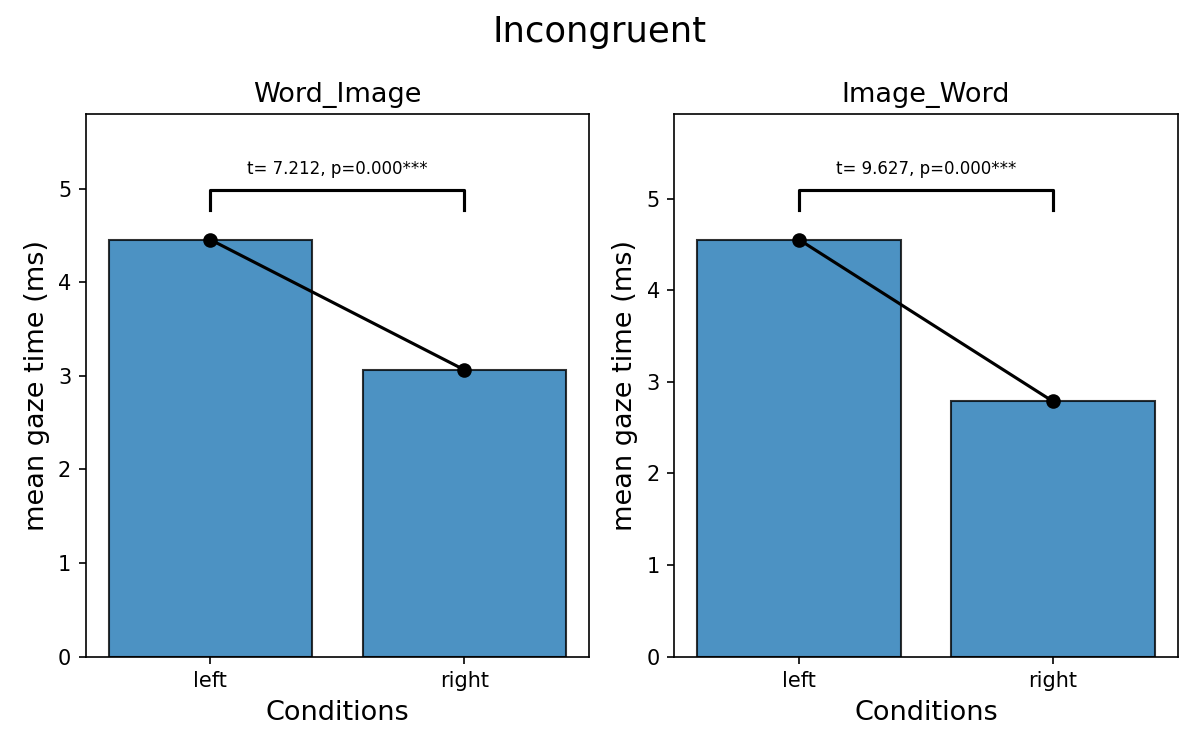 Incongruent
Word_Image
t= 7.212, p=0.000***
mean gaze time (ms)
5
4
3
2
1
0
left
right
Conditions
Image_Word
t= 9.627, p=0.000***
mean gaze time (ms)
5
4
3
2
1
0
left
right
Conditions